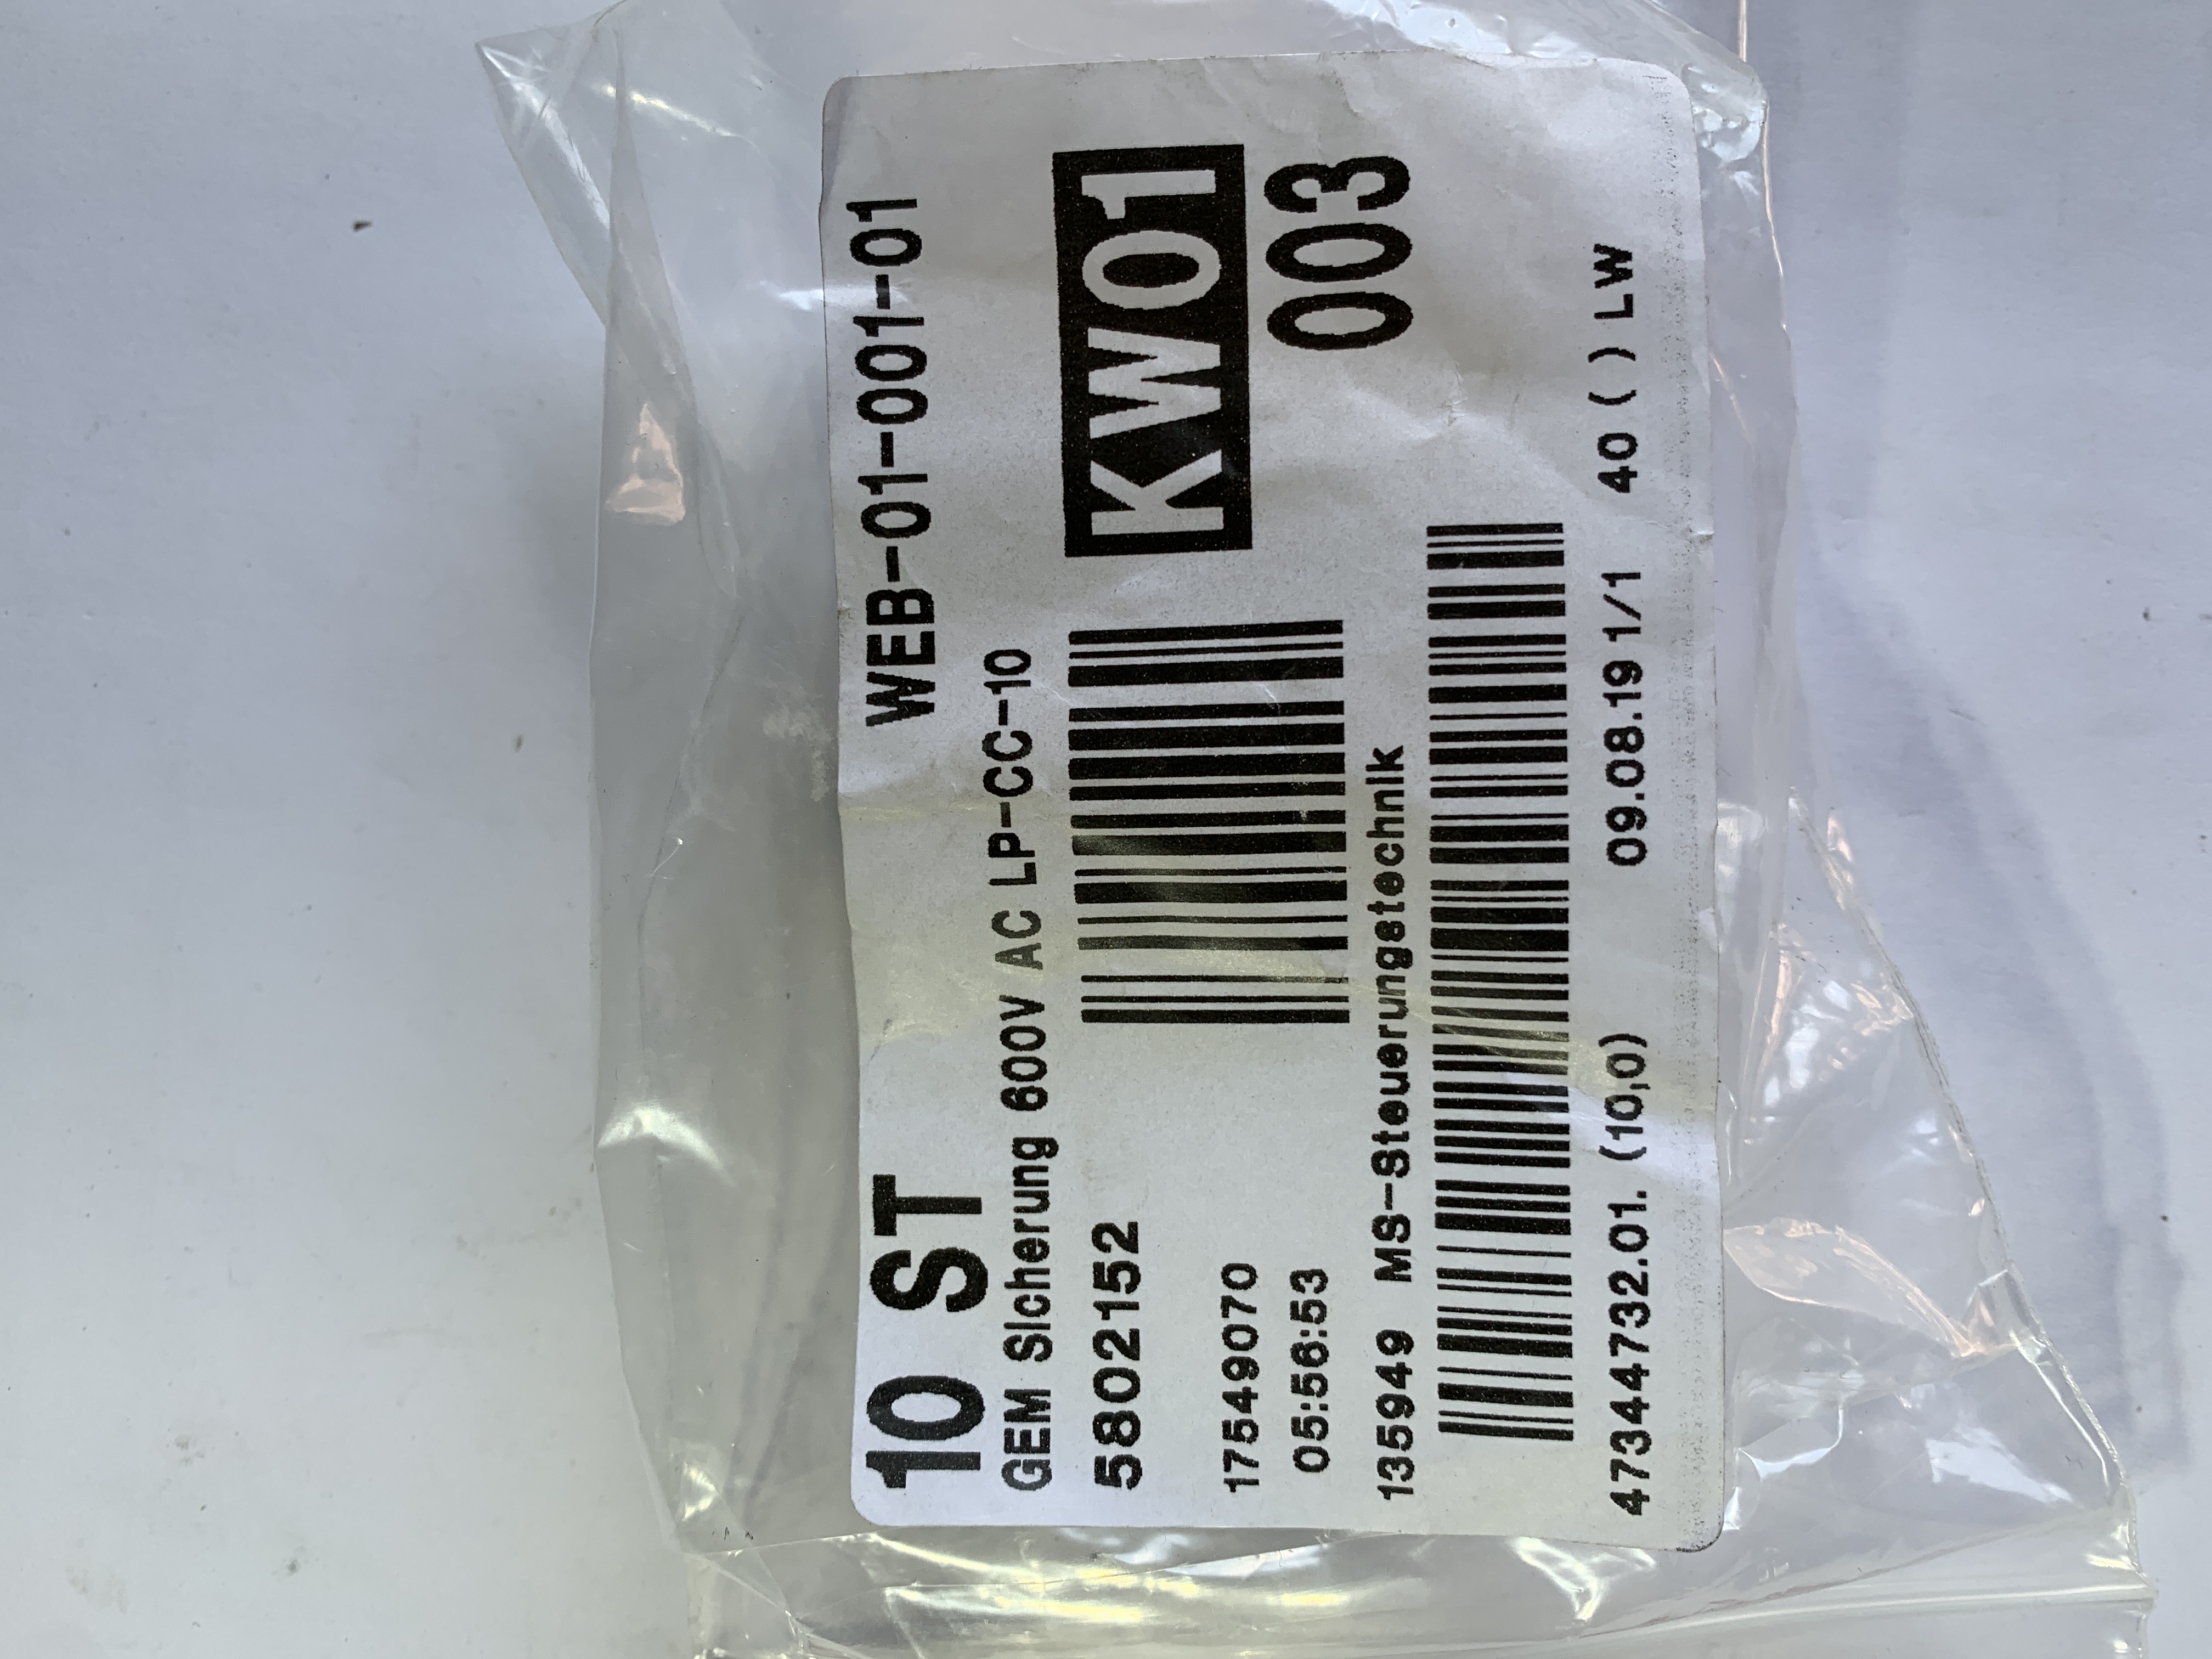 10 ST WEB-01-001-01
GEM Sicherung 600V AC LP-CC-10
5802152
KW01
003
17549070
05:56:53
135949 MS-Steuerungstechnik
47344732.01. (10,0) 09.08.19 1/1 40 ( ) LW